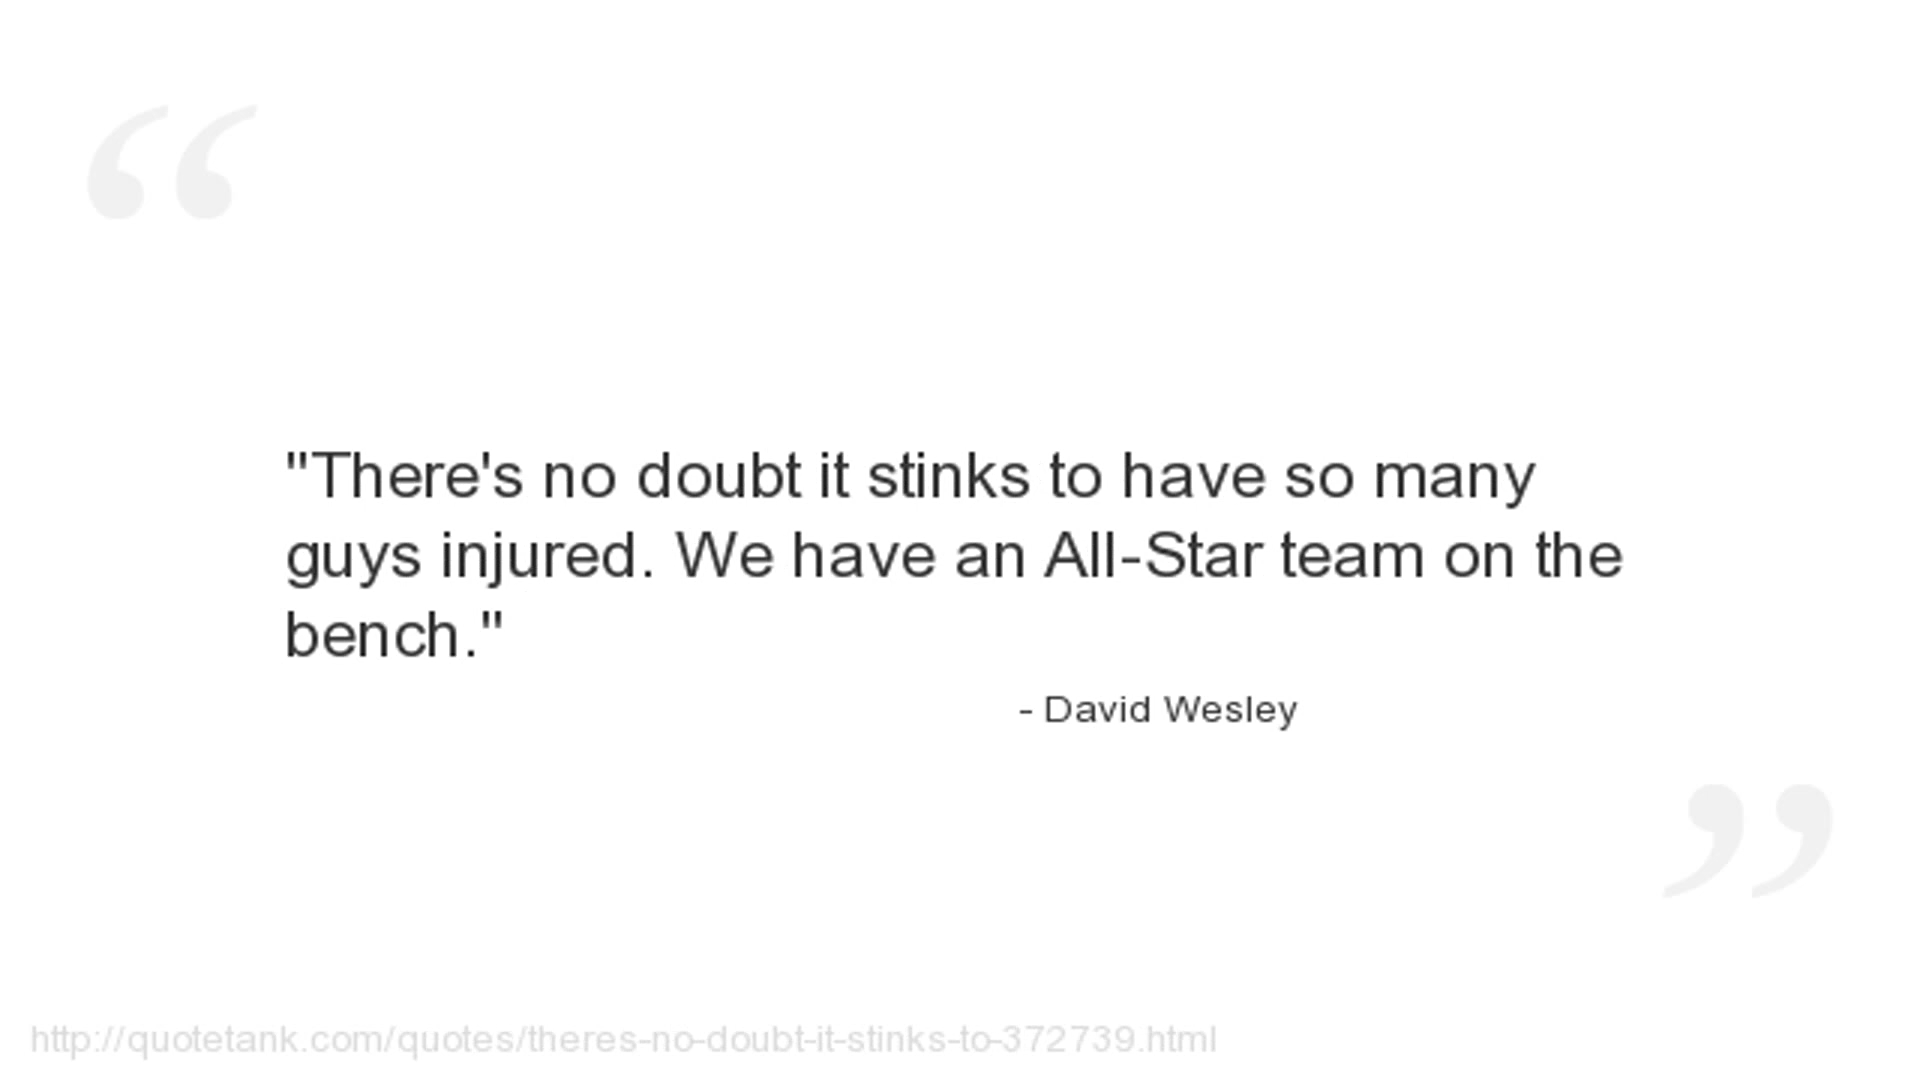 "There's no doubt it stinks to have so many
guys injured. We have an All-Star team on the
bench."
- David Wesley
http://quotetank.com/quotes/theres-no-doubt-it-stinks-to-372739.html